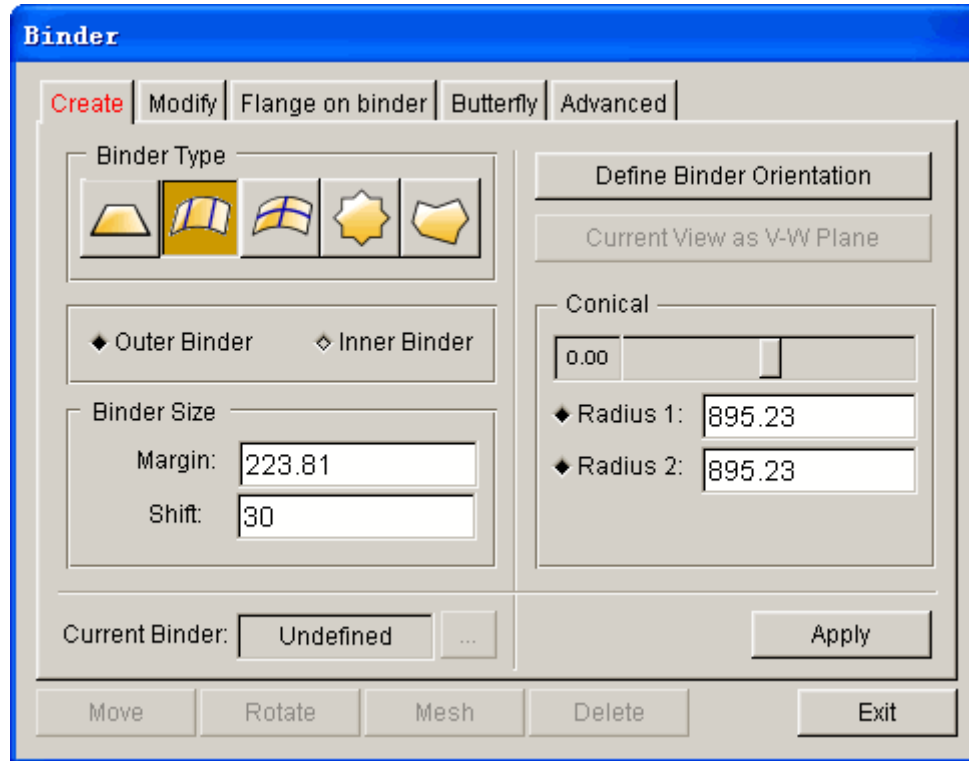 Binder
Create Modify Flange on binder Butterfly Advanced
Binder Type
Define Binder Orientation
Current View as V-W Plane
Outer Binder Inner Binder
Conical
0.00
Binder Size
Radius 1: 895.23
Margin: 223.81
Radius 2: 895.23
Shift: 30
Current Binder: Undefined ...
Apply
Move Rotate Mesh Delete Exit